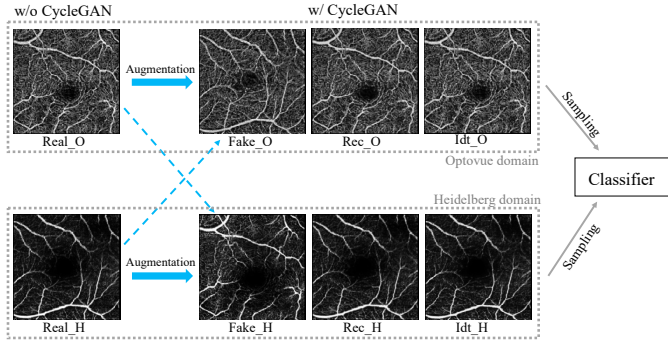 w/o CycleGAN
w/ CycleGAN
Augmentation
Real_O
Fake_O
Rec_O
Idt_O
Optovue domain
Sampling
Classifier
Heidelberg domain
Augmentation
Sampling
Real_H
Fake_H
Rec_H
Idt_H